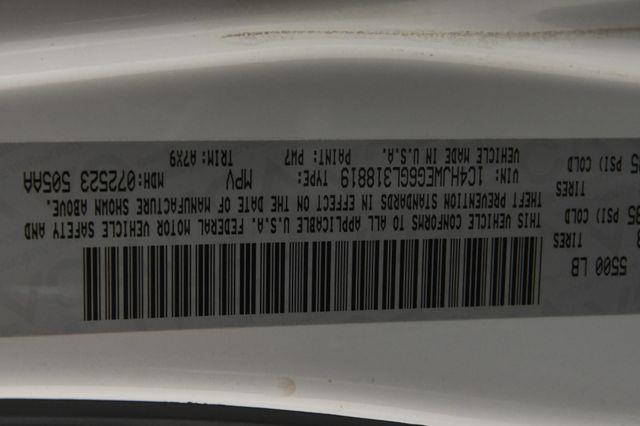 5500 LB
TIRES
PSI) COLD
TIRES
PSI) COLD
THIS VEHICLE CONFORMS TO ALL APPLICABLE U.S.A. FEDERAL MOTOR VEHICLE SAFETY AND
THEFT PREVENTION STANDARDS IN EFFECT ON THE DATE OF MANUFACTURE SHOWN ABOVE.
VIN: 1C4HJWEG6GL318819 TYPE: MPV MDH:072523 505AA
VEHICLE MADE IN U.S.A. PAINT: PW7 TRIM: A7X9